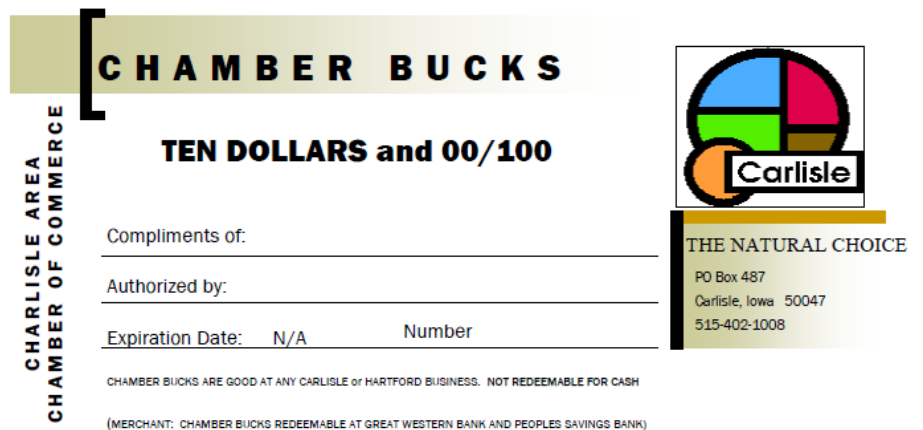 CHAMBER BUCKS
CHARLISLE AREA
CHAMBER OF COMMERCE
TEN DOLLARS and 00/100
Carlisle
Compliments of:
Authorized by:
Expiration Date: N/A Number
THE NATURAL CHOICE
PO Box 487
Carlisle, Iowa 50047
515-402-1008
CHAMBER BUCKS ARE GOOD AT ANY CARLISLE or HARTFORD BUSINESS. NOT REDEEMABLE FOR CASH
(MERCHANT: CHAMBER BUCKS REDEEMABLE AT GREAT WESTERN BANK AND PEOPLES SAVINGS BANK)